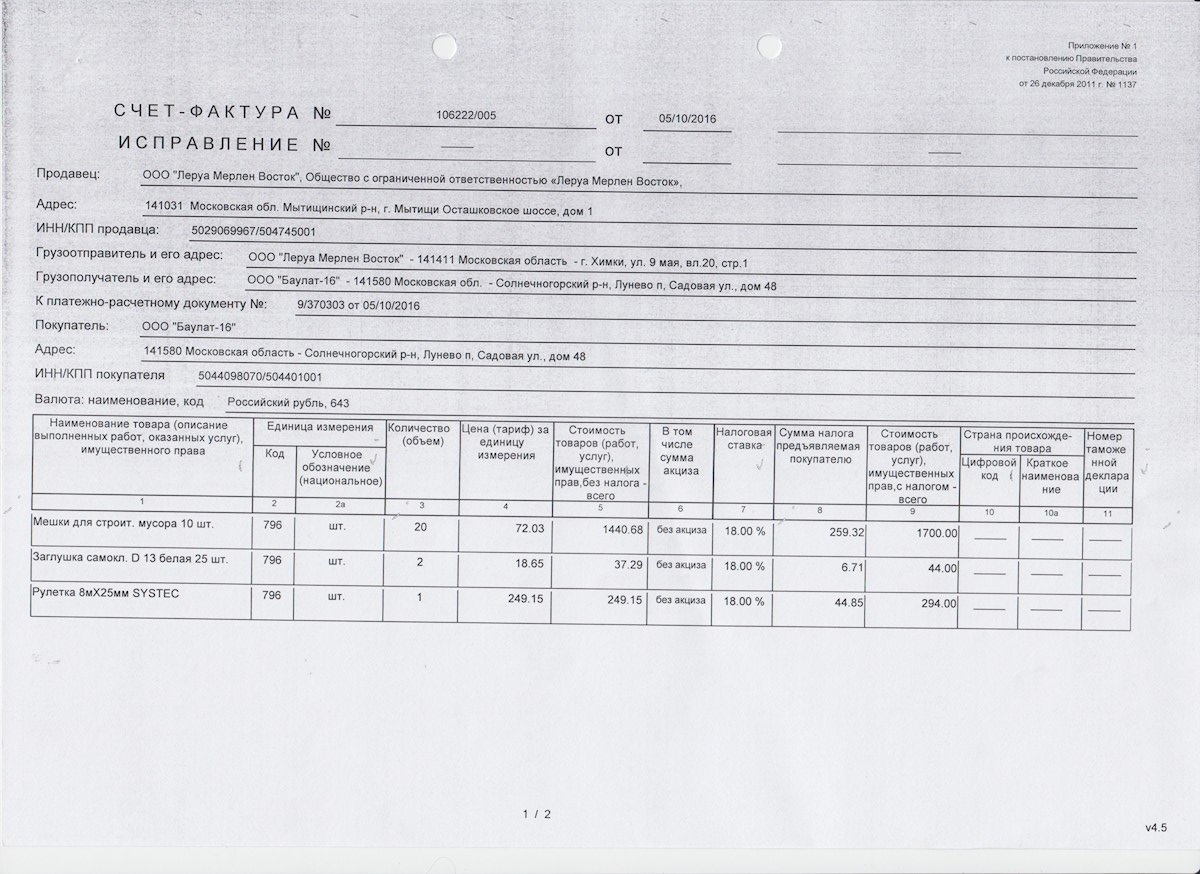 Приложение № 1
к постановлению Правительства
Российской Федерации
от 26 декабря 2011 г. № 1137
СЧЕТ-ФАКТУРА № 106222/005 от 05/10/2016
ИСПРАВЛЕНИЕ № —— от ——
Продавец: ООО "Леруа Мерлен Восток", Общество с ограниченной ответственностью «Леруа Мерлен Восток»,
Адрес: 141031 Московская обл. Мытищинский р-н, г. Мытищи Осташковское шоссе, дом 1
ИНН/КПП продавца: 5029069967/504745001
Грузоотправитель и его адрес: ООО "Леруа Мерлен Восток" - 141411 Московская область - г. Химки, ул. 9 мая, вл.20, стр.1
Грузополучатель и его адрес: ООО "Баулат-16" - 141580 Московская обл. - Солнечногорский р-н, Лунево п, Садовая ул., дом 48
К платежно-расчетному документу №: 9/370303 от 05/10/2016
Покупатель: ООО "Баулат-16"
Адрес: 141580 Московская область - Солнечногорский р-н, Лунево п, Садовая ул., дом 48
ИНН/КПП покупателя 5044098070/504401001
Валюта: наименование, код Российский рубль, 643
Наименование товара (описание
выполненных работ, оказанных услуг),
имущественного права
Единица измерения
Код
Условное
обозначение
(национальное)
Количество
(объем)
Цена (тариф) за
единицу
измерения
Стоимость
товаров (работ,
услуг),
имущественных
прав,без налога -
всего
В том
числе
сумма
акциза
Налоговая
ставка
Сумма налога
предъявляемая
покупателю
Стоимость
товаров (работ,
услуг),
имущественных
прав,с налогом -
всего
Страна происхожде-
ния товара
Цифровой
код
Краткое
наименова
ние
Номер
таможе
нной
деклара
ции
1 2 2а 3 4 5 6 7 8 9 10 10а 11
Мешки для строит. мусора 10 шт. 796 шт. 20 72.03 1440.68 без акциза 18.00 % 259.32 1700.00 —— —— ——
Заглушка самокл. D 13 белая 25 шт. 796 шт. 2 18.65 37.29 без акциза 18.00 % 6.71 44.00 —— —— ——
Рулетка 8мХ25мм SYSTEC 796 шт. 1 249.15 249.15 без акциза 18.00 % 44.85 294.00 —— —— ——
1 / 2
v4.5